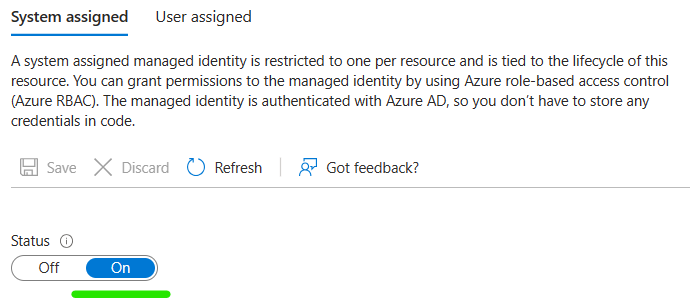 System assigned User assigned
A system assigned managed identity is restricted to one per resource and is tied to the lifecycle of this
resource. You can grant permissions to the managed identity by using Azure role-based access control
(Azure RBAC). The managed identity is authenticated with Azure AD, so you don't have to store any
credentials in code.
Save Discard Refresh Got feedback?
Status
Off On